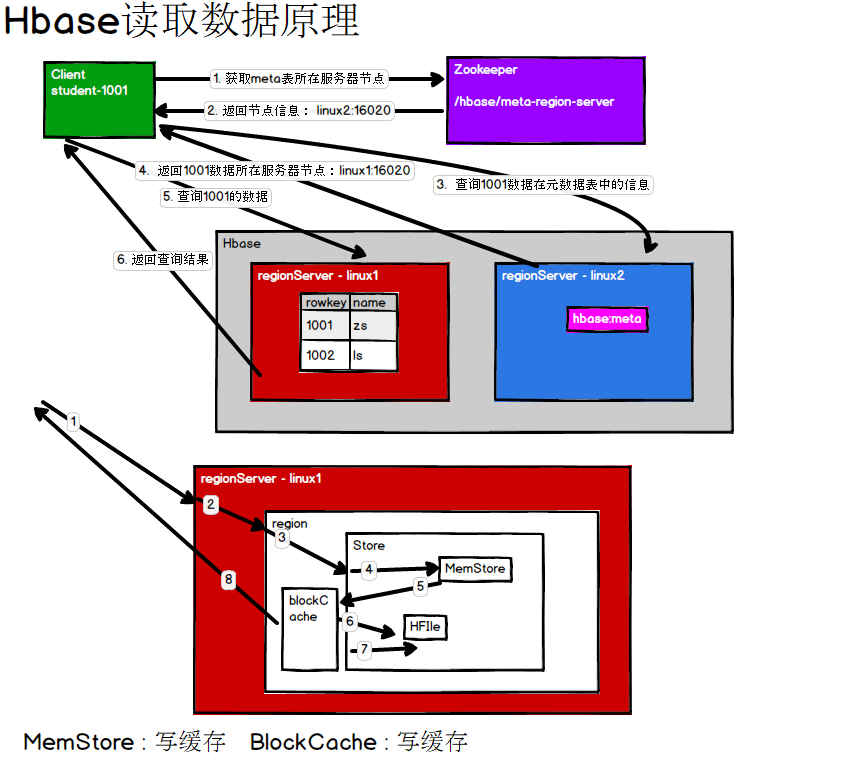 Hbase读取数据原理
Client
student-1001
1. 获取meta表所在服务器节点
2. 返回节点信息：linux2:16020
Zookeeper
/hbase/meta-region-server
4. 返回1001数据所在服务器节点：linux1:16020
3. 查询1001数据在元数据表中的信息
5. 查询1001的数据
6. 返回查询结果
Hbase
regionServer - linux1
rowkey name
1001 zs
1002 ls
regionServer - linux2
hbase:meta
1
regionServer - linux1
2
region
3
Store
4
MemStore
5
8
blockC
ache
6
HFIle
7
MemStore : 写缓存 BlockCache : 写缓存